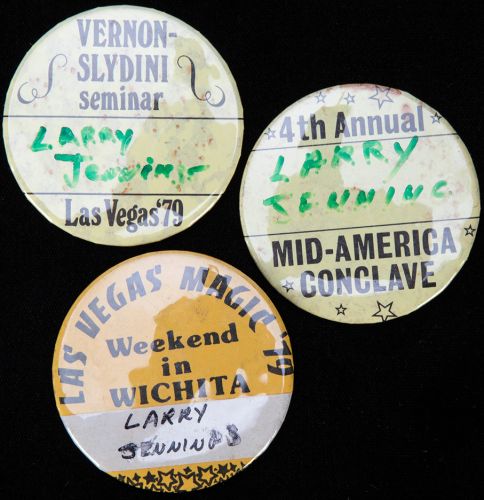 VERNON-
SLYDINI
seminar
LARRY
Jennings
Las Vegas '79
4th Annual
LARRY
JENNING
MID-AMERICA
CONCLAVE
LAS VEGAS MAGIC '79
Weekend
in
WICHITA
LARRY
JENNINGS